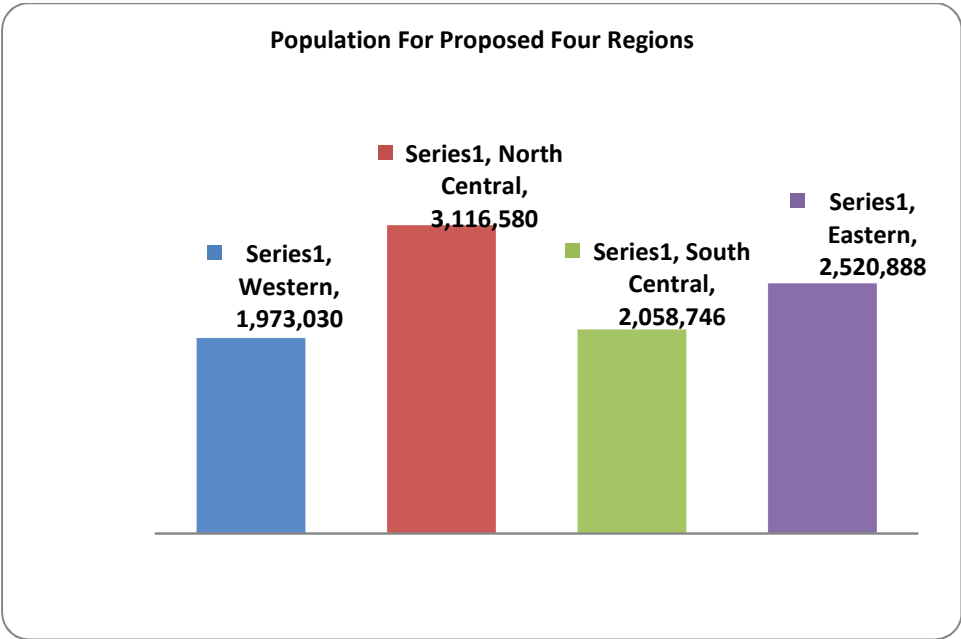 Population For Proposed Four Regions
Series1, Western, 1,973,030
Series1, North Central, 3,116,580
Series1, South Central, 2,058,746
Series1, Eastern, 2,520,888